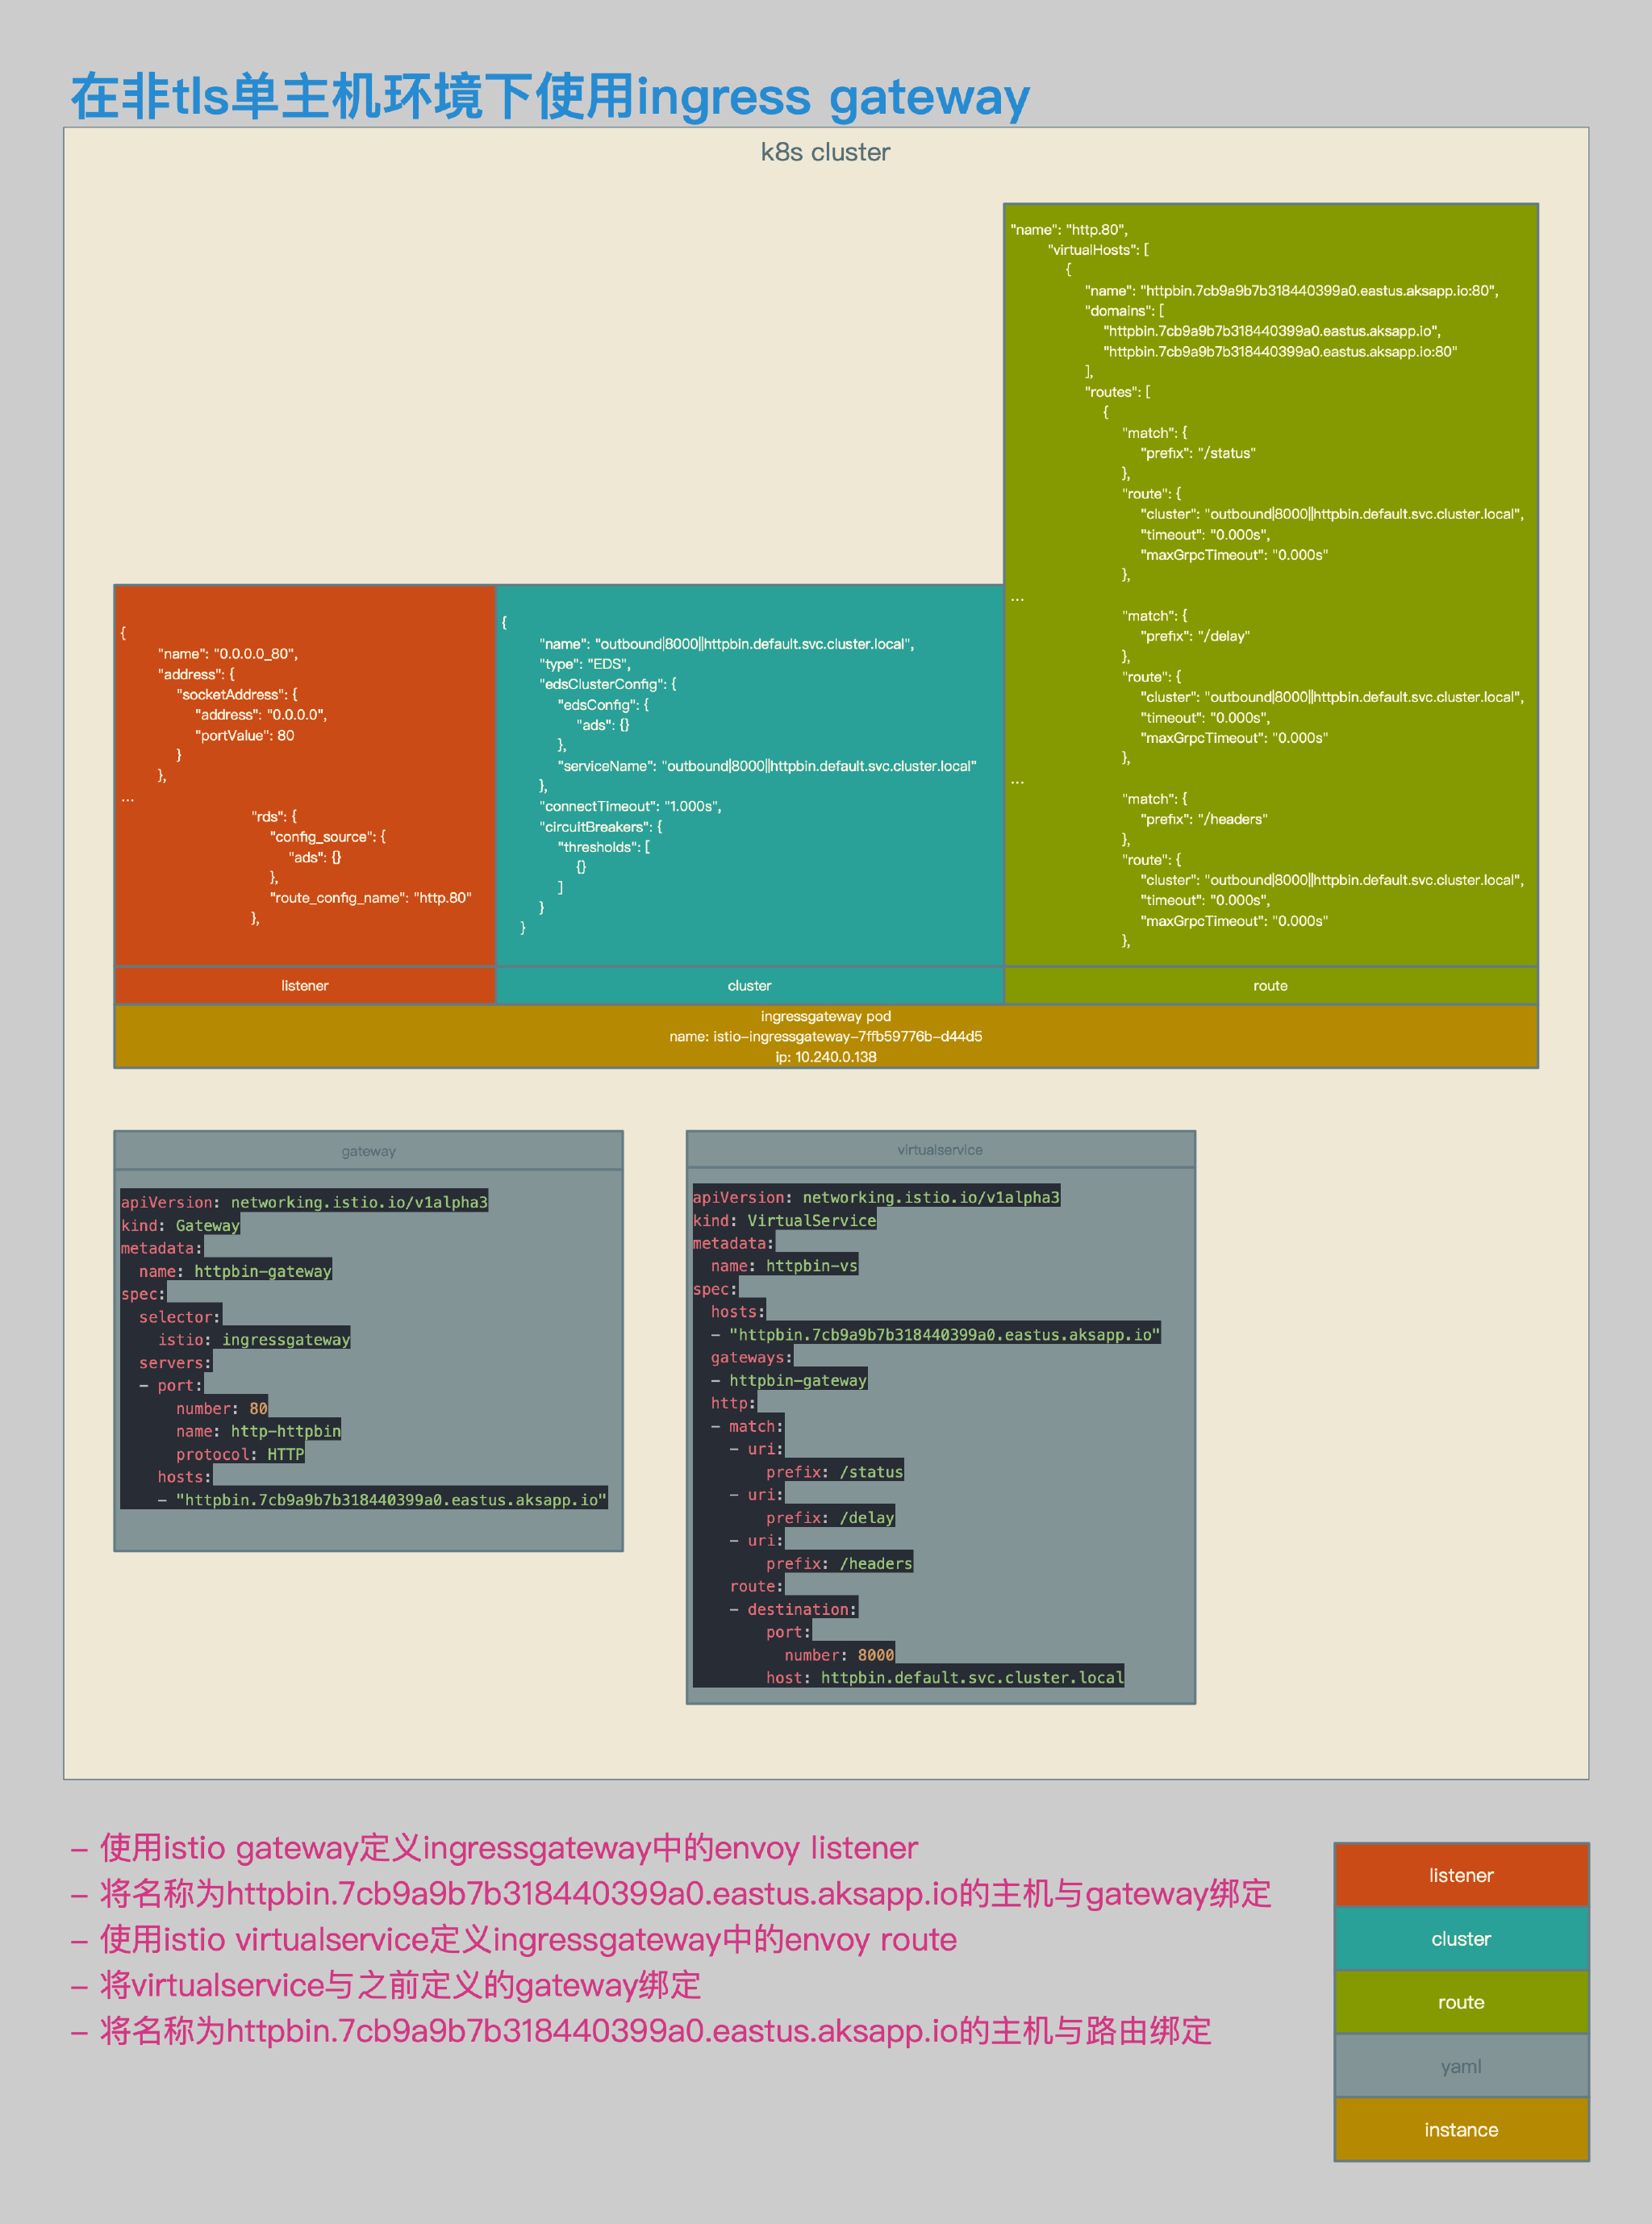 在非tls单主机环境下使用ingress gateway
k8s cluster
{
"name": "0.0.0.0_80",
"address": {
"socketAddress": {
"address": "0.0.0.0",
"portValue": 80
}
},
...
"rds": {
"config_source": {
"ads": {}
},
"route_config_name": "http.80"
},
listener
{
"name": "outbound|8000||httpbin.default.svc.cluster.local",
"type": "EDS",
"edsClusterConfig": {
"edsConfig": {
"ads": {}
},
"serviceName": "outbound|8000||httpbin.default.svc.cluster.local"
},
"connectTimeout": "1.000s",
"circuitBreakers": {
"thresholds": [
{}
]
}
}
cluster
"name": "http.80",
"virtualHosts": [
{
"name": "httpbin.7cb9a9b7b318440399a0.eastus.aksapp.io:80",
"domains": [
"httpbin.7cb9a9b7b318440399a0.eastus.aksapp.io",
"httpbin.7cb9a9b7b318440399a0.eastus.aksapp.io:80"
],
"routes": [
{
"match": {
"prefix": "/status"
},
"route": {
"cluster": "outbound|8000||httpbin.default.svc.cluster.local",
"timeout": "0.000s",
"maxGrpcTimeout": "0.000s"
},
...
"match": {
"prefix": "/delay"
},
"route": {
"cluster": "outbound|8000||httpbin.default.svc.cluster.local",
"timeout": "0.000s",
"maxGrpcTimeout": "0.000s"
},
...
"match": {
"prefix": "/headers"
},
"route": {
"cluster": "outbound|8000||httpbin.default.svc.cluster.local",
"timeout": "0.000s",
"maxGrpcTimeout": "0.000s"
},
route
ingressgateway pod
name: istio-ingressgateway-7ffb59776b-d44d5
ip: 10.240.0.138
gateway
apiVersion: networking.istio.io/v1alpha3
kind: Gateway
metadata:
name: httpbin-gateway
spec:
selector:
istio: ingressgateway
servers:
- port:
number: 80
name: http-httpbin
protocol: HTTP
hosts:
- "httpbin.7cb9a9b7b318440399a0.eastus.aksapp.io"
virtualservice
apiVersion: networking.istio.io/v1alpha3
kind: VirtualService
metadata:
name: httpbin-vs
spec:
hosts:
- "httpbin.7cb9a9b7b318440399a0.eastus.aksapp.io"
gateways:
- httpbin-gateway
http:
- match:
- uri:
prefix: /status
- uri:
prefix: /delay
- uri:
prefix: /headers
route:
- destination:
port:
number: 8000
host: httpbin.default.svc.cluster.local
- 使用istio gateway定义ingressgateway中的envoy listener
- 将名称为httpbin.7cb9a9b7b318440399a0.eastus.aksapp.io的主机与gateway绑定
- 使用istio virtualservice定义ingressgateway中的envoy route
- 将virtualservice与之前定义的gateway绑定
- 将名称为httpbin.7cb9a9b7b318440399a0.eastus.aksapp.io的主机与路由绑定
listener
cluster
route
yaml
instance